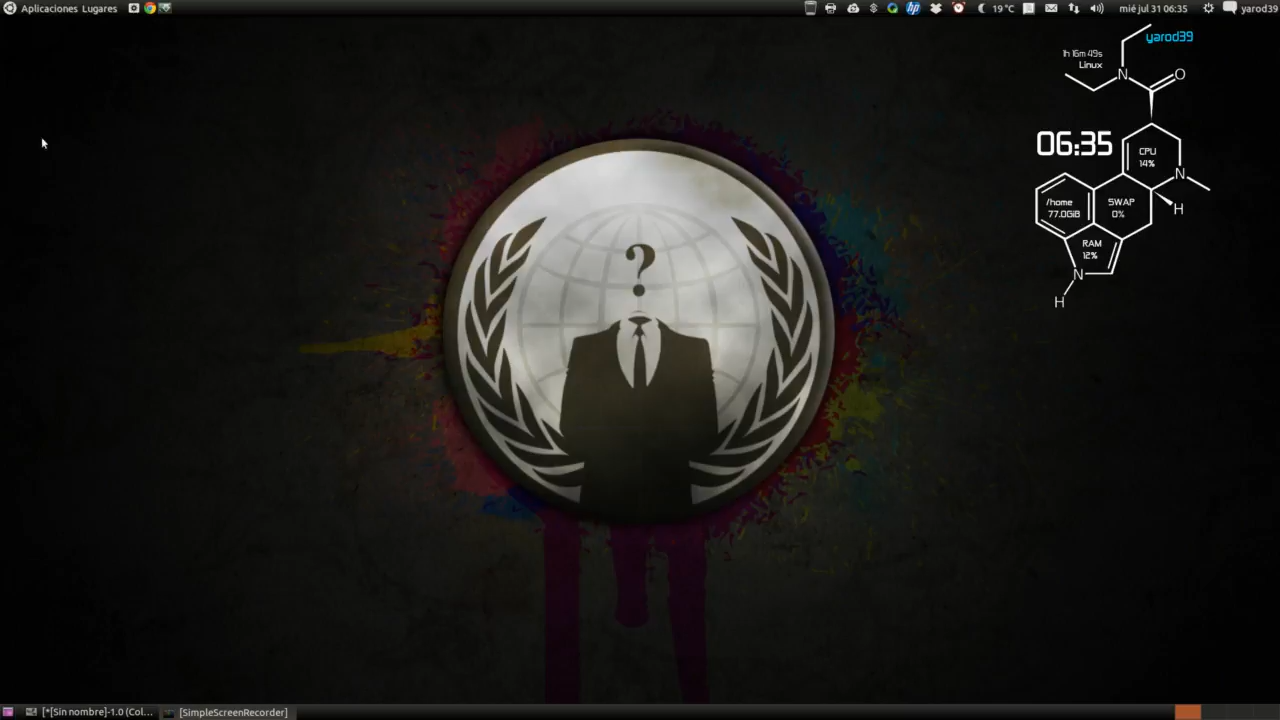 Aplicaciones Lugares
19 °C
mié jul 31 06:35
yarod39
yarod39
1h 16m 49s
Linux
N
O
06:35
CPU
14%
N
/home
77.0GiB
SWAP
0%
H
RAM
12%
N
H
?
[*[Sin nombre]-1.0 (Col...
[SimpleScreenRecorder]
hp